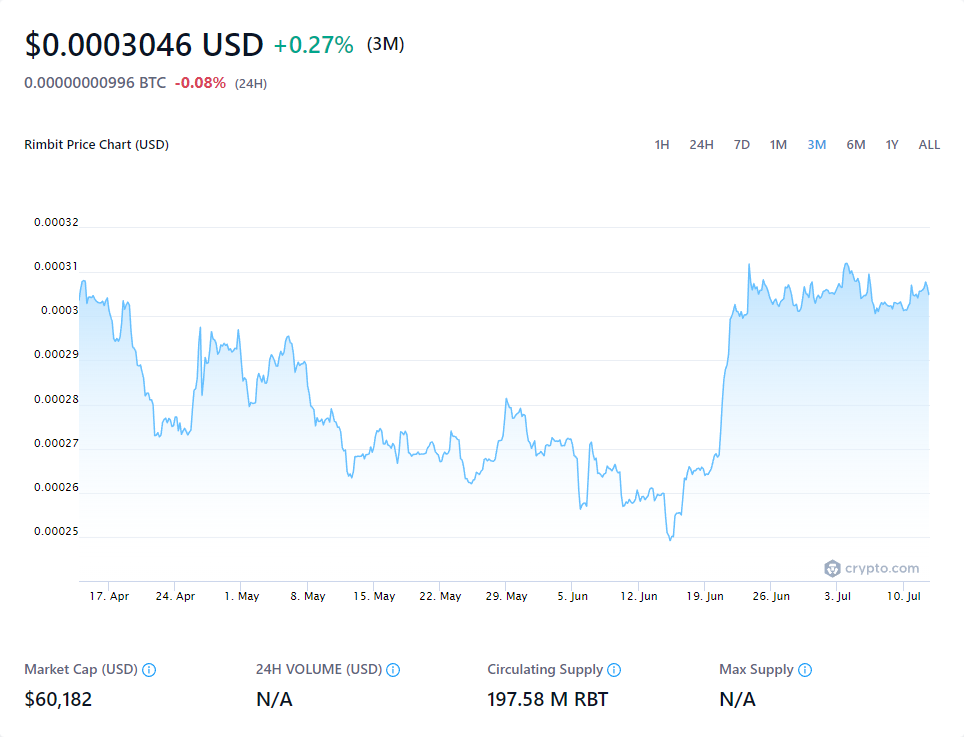 $0.0003046 USD +0.27% (3M)
0.00000000996 BTC -0.08% (24H)
Rimbit Price Chart (USD) 1H 24H 7D 1M 3M 6M 1Y ALL
0.00032
0.00031
0.0003
0.00029
0.00028
0.00027
0.00026
0.00025
crypto.com
17. Apr 24. Apr 1. May 8. May 15. May 22. May 29. May 5. Jun 12. Jun 19. Jun 26. Jun 3. Jul 10. Jul
Market Cap (USD) 24H VOLUME (USD) Circulating Supply Max Supply
$60,182 N/A 197.58 M RBT N/A